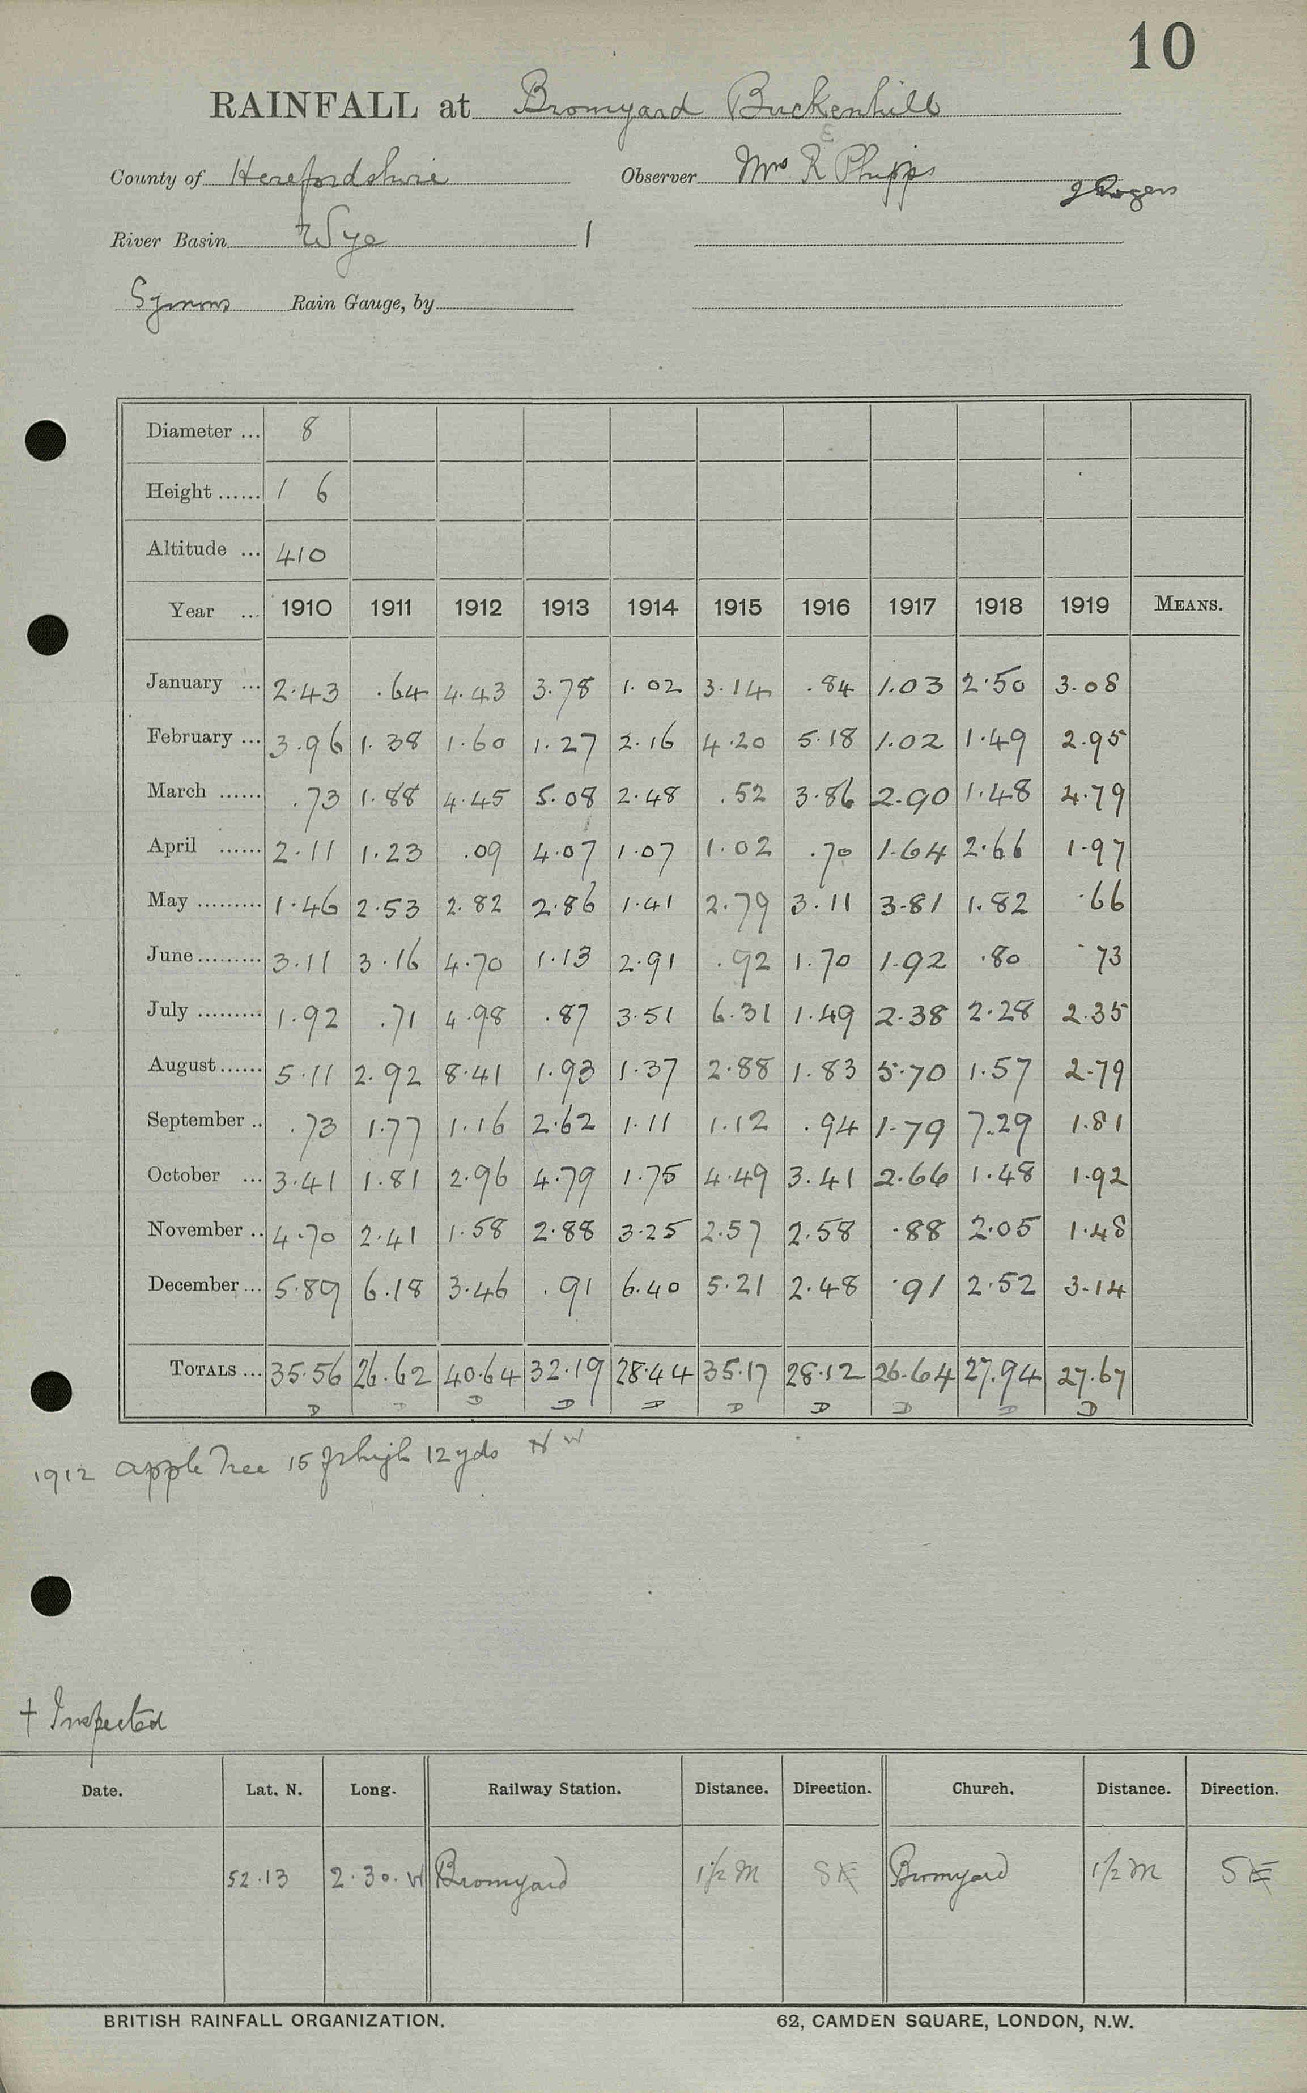 10
RAINFALL at Bromyard Buckenhill
E
County of Herefordshire Observer Mrs R Phipps
J Rogers
River Basin Wye 1
Symons Rain Gauge, by
Diameter ... 8
Height ...... 1 6
Altitude ... 410
Year ... 1910 1911 1912 1913 1914 1915 1916 1917 1918 1919 MEANS.
January ... 2.43 .64 4.43 3.78 1.02 3.14 .84 1.03 2.50 3.08
February ... 3.96 1.38 1.60 1.27 2.16 4.20 5.18 1.02 1.49 2.95
March ...... .73 1.88 4.45 5.08 2.48 .52 3.86 2.90 1.48 4.79
April ...... 2.11 1.23 .09 4.07 1.07 1.02 .70 1.64 2.66 1.97
May ......... 1.46 2.53 2.82 2.86 1.41 2.79 3.11 3.81 1.82 .66
June ......... 3.11 3.16 4.70 1.13 2.91 .92 1.70 1.92 .80 .73
July ......... 1.92 .71 4.98 .87 3.51 6.31 1.49 2.38 2.28 2.35
August ...... 5.11 2.92 8.41 1.93 1.37 2.88 1.83 5.70 1.57 2.79
September .. .73 1.77 1.16 2.62 1.11 1.12 .94 1.79 7.29 1.81
October ... 3.41 1.81 2.96 4.79 1.75 4.49 3.41 2.66 1.48 1.92
November .. 4.70 2.41 1.58 2.88 3.25 2.57 2.58 .88 2.05 1.48
December ... 5.89 6.18 3.46 .91 6.40 5.21 2.48 .91 2.52 3.14
TOTALS ... 35.56 26.62 40.64 32.19 28.44 35.17 28.12 26.64 27.94 27.67
D D D D D D D D D D
1912 apple Tree 15 ft high 12 yds NW
† Inspected
Date. Lat. N. Long. Railway Station. Distance. Direction. Church. Distance. Direction.
52.13 2.30.W Bromyard 1½ M SE Bromyard 1½ M SE
BRITISH RAINFALL ORGANIZATION. 62, CAMDEN SQUARE, LONDON, N.W.